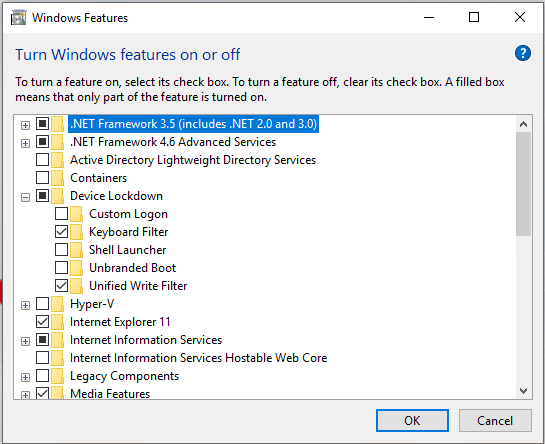 Windows Features
Turn Windows features on or off
?
To turn a feature on, select its check box. To turn a feature off, clear its check box. A filled box
means that only part of the feature is turned on.
.NET Framework 3.5 (includes .NET 2.0 and 3.0)
.NET Framework 4.6 Advanced Services
Active Directory Lightweight Directory Services
Containers
Device Lockdown
Custom Logon
Keyboard Filter
Shell Launcher
Unbranded Boot
Unified Write Filter
Hyper-V
Internet Explorer 11
Internet Information Services
Internet Information Services Hostable Web Core
Legacy Components
Media Features
OK Cancel